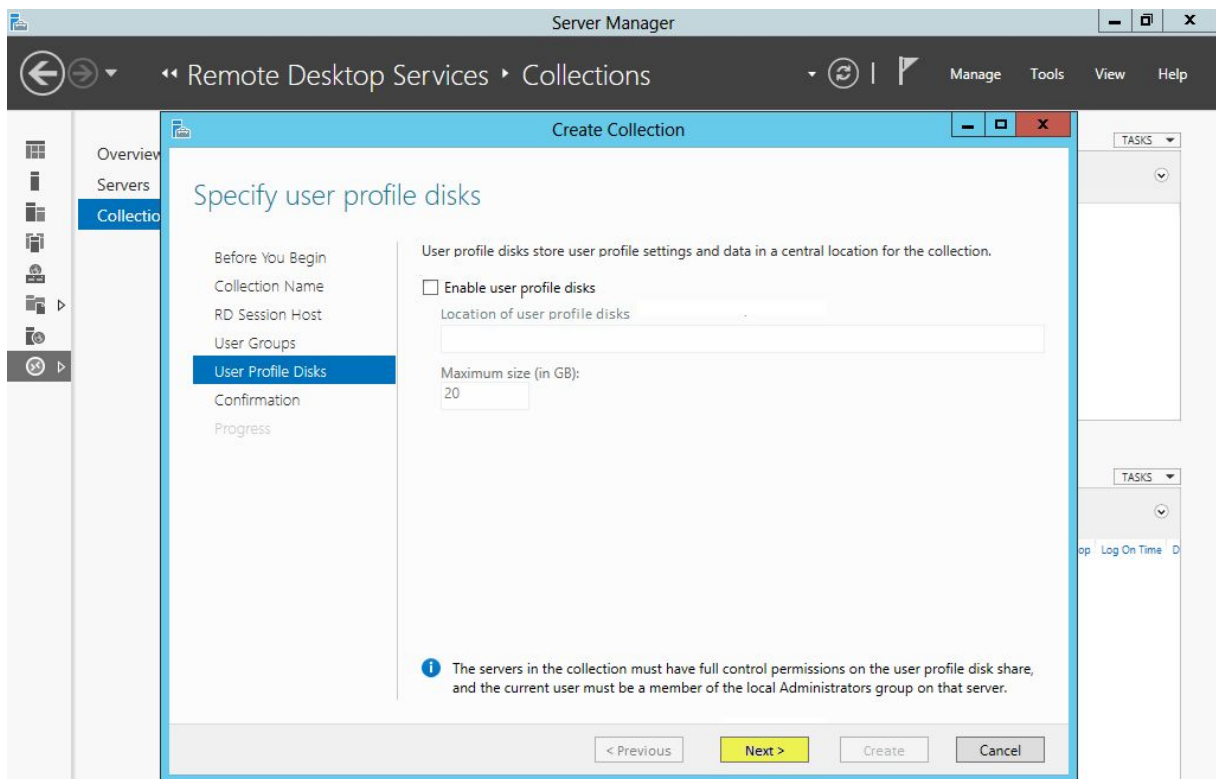 Server Manager
Remote Desktop Services
Collections
Manage
Tools
View
Help
Create Collection
TASKS
Overview
Servers
Collectio
Specify user profile disks
Before You Begin
Collection Name
RD Session Host
User Groups
User Profile Disks
Confirmation
Progress
User profile disks store user profile settings and data in a central location for the collection.
Enable user profile disks
Location of user profile disks
Maximum size (in GB):
20
TASKS
op
Log On Time
D
The servers in the collection must have full control permissions on the user profile disk share,
and the current user must be a member of the local Administrators group on that server.
< Previous
Next >
Create
Cancel